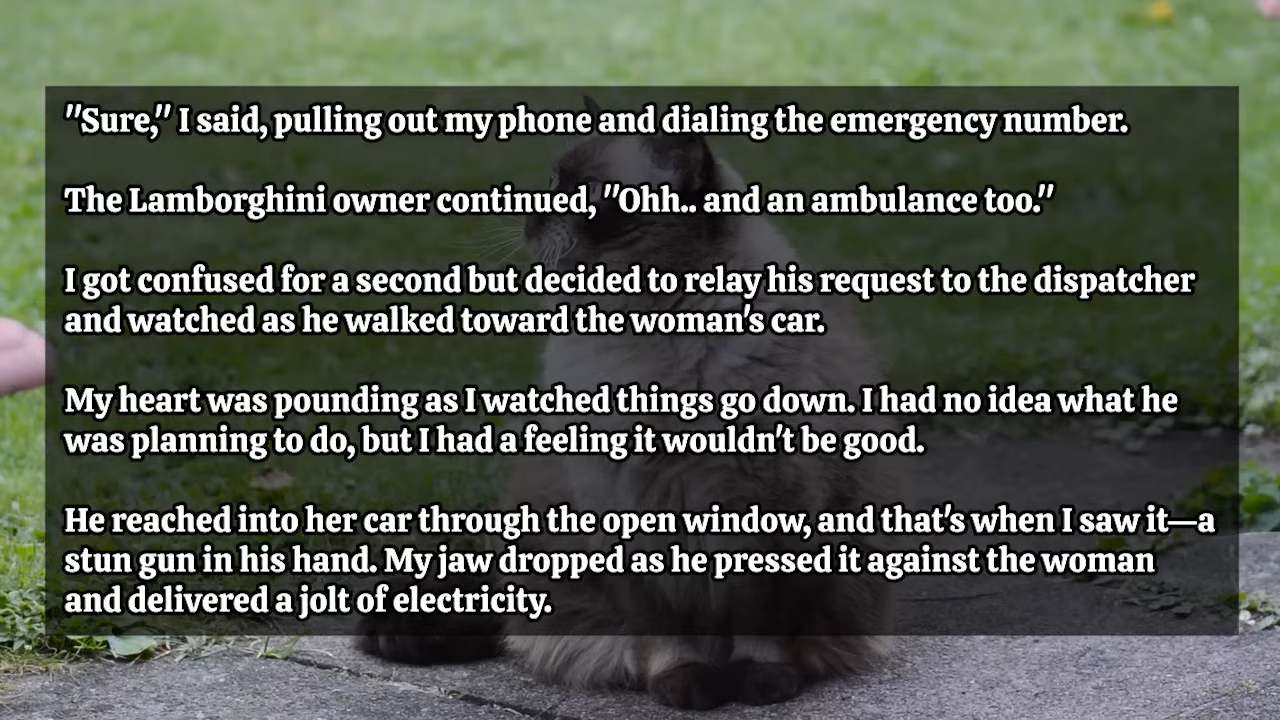 "Sure," I said, pulling out my phone and dialing the emergency number.
The Lamborghini owner continued, "Ohh.. and an ambulance too."
I got confused for a second but decided to relay his request to the dispatcher
and watched as he walked toward the woman's car.
My heart was pounding as I watched things go down. I had no idea what he
was planning to do, but I had a feeling it wouldn't be good.
He reached into her car through the open window, and that's when I saw it—a
stun gun in his hand. My jaw dropped as he pressed it against the woman
and delivered a jolt of electricity.